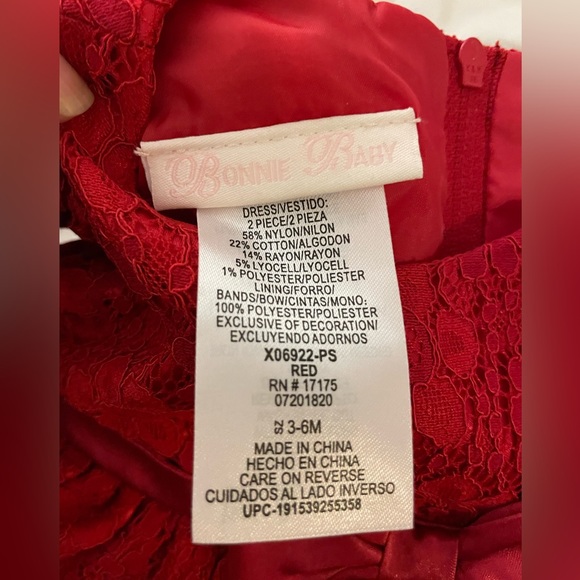 Bonnie Baby
DRESS/VESTIDO:
2 PIECE/2 PIEZA
58% NYLON/NILON
22% COTTON/ALGODON
14% RAYON/RAYON
5% LYOCELL/LYOCELL
1% POLYESTER/POLIESTER
LINING/FORRO/
BANDS/BOW/CINTAS/MONO:
100% POLYESTER/POLIESTER
EXCLUSIVE OF DECORATION/
EXCLUYENDO ADORNOS
X06922-PS
RED
RN # 17175
07201820
SZ 3-6M
MADE IN CHINA
HECHO EN CHINA
CARE ON REVERSE
CUIDADOS AL LADO INVERSO
UPC-191539255358